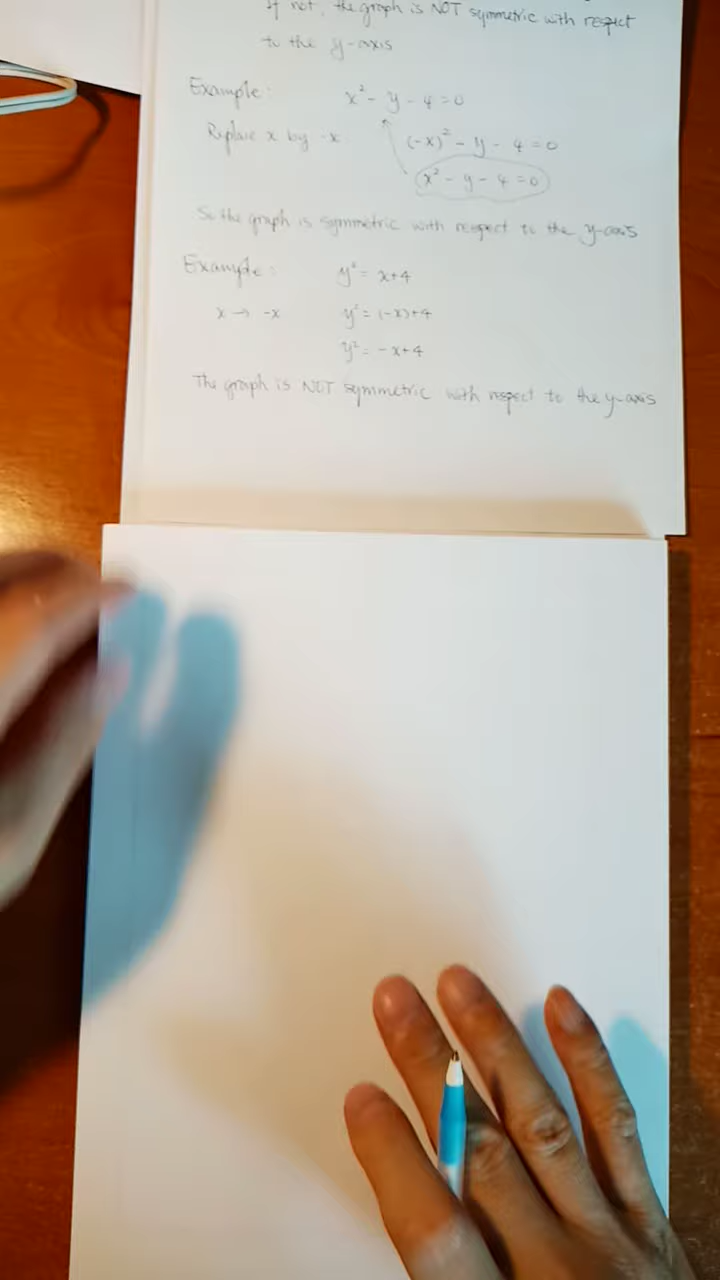 If not, the graph is NOT symmetric with respect
to the y-axis
Example: x² - y - 4 = 0
Replace x by -x (-x)² - y - 4 = 0
x² - y - 4 = 0
So the graph is symmetric with respect to the y-axis
Example: y² = x+4
x → -x y² = (-x)+4
y² = -x+4
The graph is NOT symmetric with respect to the y-axis